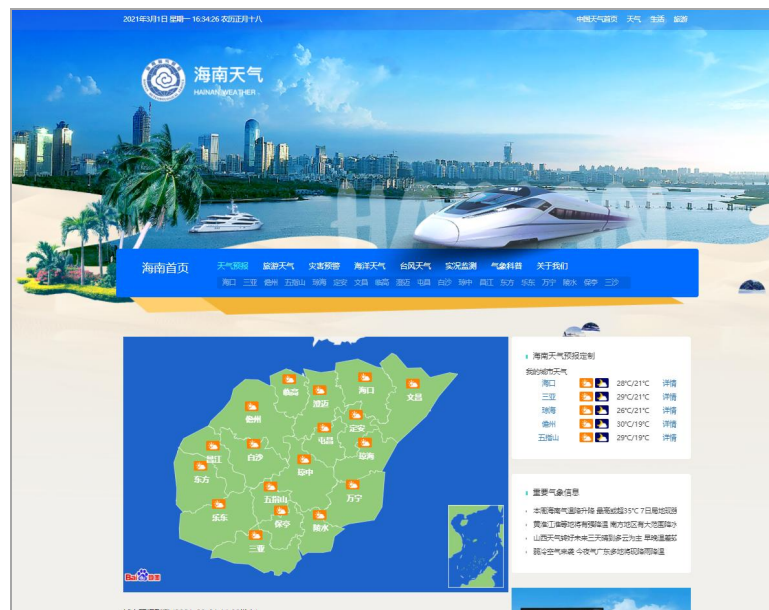 2021年3月1日 星期一 16:34:26 农历正月十八
中国天气首页 天气 生活 旅游
海南天气
HAINAN WEATHER
HAINAN
海南首页 天气预报 旅游天气 灾害预警 海洋天气 台风天气 实况监测 气象科普 关于我们
海口 三亚 儋州 五指山 琼海 定安 文昌 临高 澄迈 屯昌 白沙 琼中 昌江 东方 乐东 万宁 陵水 保亭 三沙
临高 澄迈 海口 文昌
儋州 屯昌 定安
昌江 白沙 琼中 琼海
东方 五指山 万宁
乐东 保亭 陵水
三亚
Bai 地图
海南天气预报定制
我的城市天气
海口 28℃/21℃ 详情
三亚 29℃/21℃ 详情
琼海 26℃/21℃ 详情
儋州 30℃/19℃ 详情
五指山 29℃/19℃ 详情
重要气象信息
本周海南气温降升降 最高或超35℃ 7日局地现
黄淮江淮等地将有强降温 南方地区有大范围降水
山西天气转好未来三天晴到多云为主 早晚温差较
弱冷空气来袭 今夜气广东多地将现降雨降温